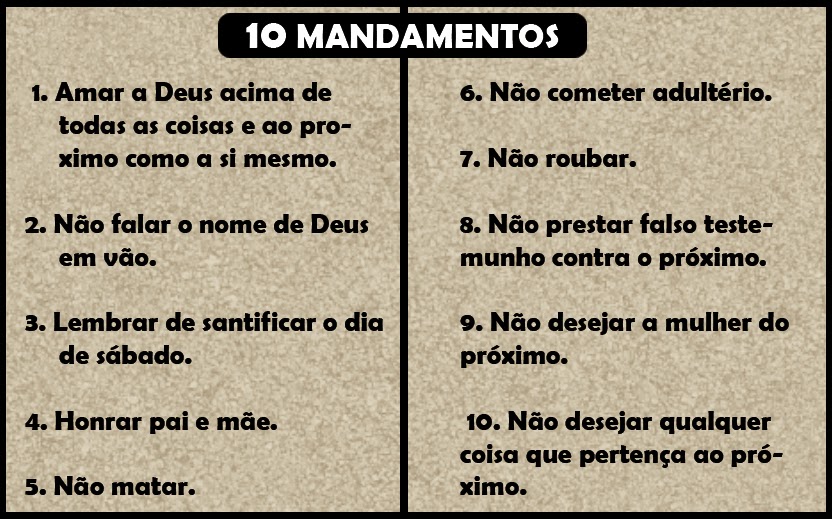 10 MANDAMENTOS
1. Amar a Deus acima de
todas as coisas e ao pro-
ximo como a si mesmo.
2. Não falar o nome de Deus
em vão.
3. Lembrar de santificar o dia
de sábado.
4. Honrar pai e mãe.
5. Não matar.
6. Não cometer adultério.
7. Não roubar.
8. Não prestar falso teste-
munho contra o próximo.
9. Não desejar a mulher do
próximo.
10. Não desejar qualquer
coisa que pertença ao pró-
ximo.